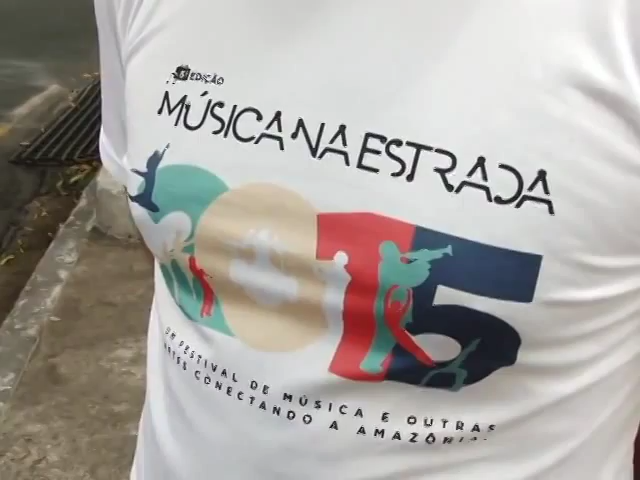 EDIÇÃO
MÚSICA NA ESTRADA
2015
UM FESTIVAL DE MÚSICA E OUTRAS
ARTES CONECTANDO A AMAZÔNIA.